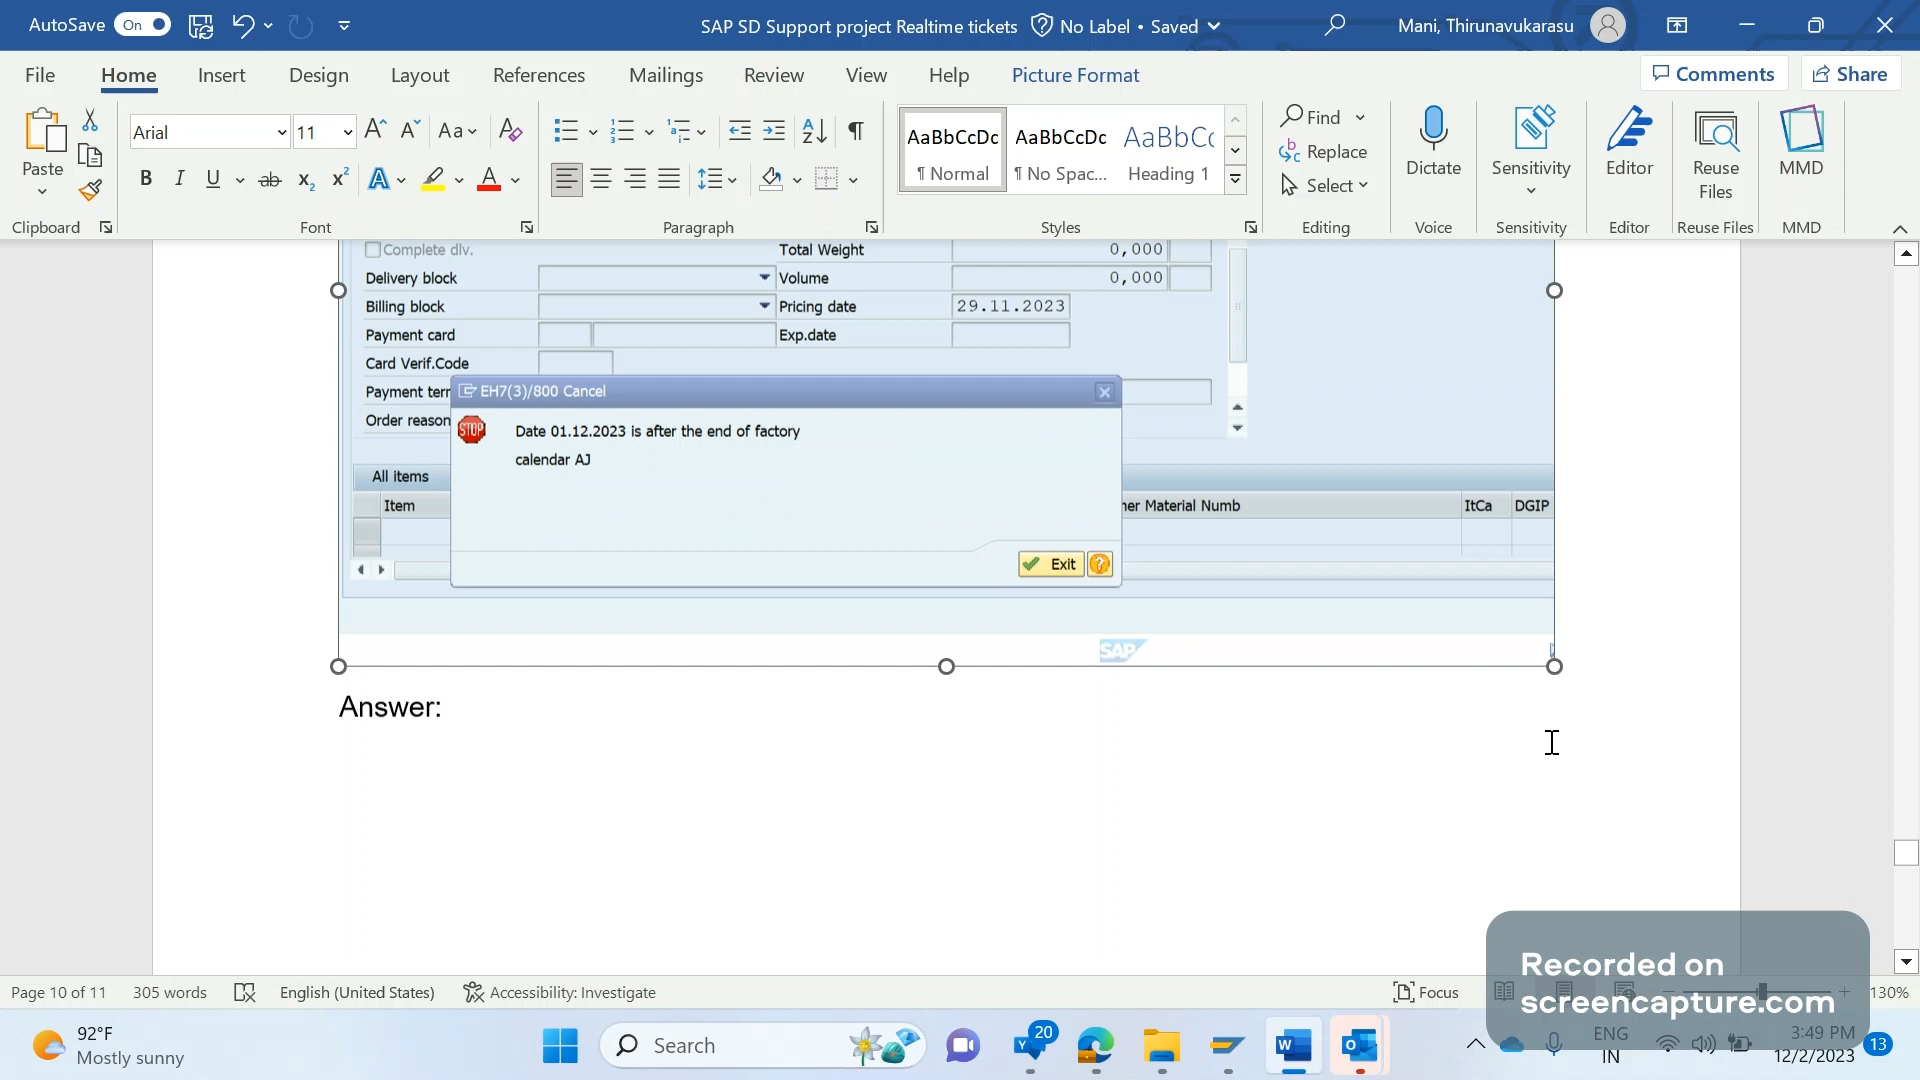 AutoSave On SAP SD Support project Realtime tickets No Label • Saved Mani, Thirunavukarasu
File Home Insert Design Layout References Mailings Review View Help Picture Format Comments Share
Arial 11 Aa AaBbCcDc AaBbCcDc AaBbC Find
Paste B I U ab x₂ x² A A ¶ Normal ¶ No Spac... Heading 1 Replace Select Dictate Sensitivity Editor Reuse Files MMD
Clipboard Font Paragraph Styles Editing Voice Sensitivity Editor Reuse Files MMD
Complete dlv. Total Weight 0,000
Delivery block Volume 0,000
Billing block Pricing date 29.11.2023
Payment card Exp.date
Card Verif.Code
Payment terr EH7(3)/800 Cancel
Order reason STOP Date 01.12.2023 is after the end of factory
calendar AJ
All items
Item her Material Numb ItCa DGIP
Exit
SAP
Answer:
Recorded on
screencapture.com
Page 10 of 11 305 words English (United States) Accessibility: Investigate Focus 130%
92°F
Mostly sunny
Search 20
ENG
IN
3:49 PM
12/2/2023
13